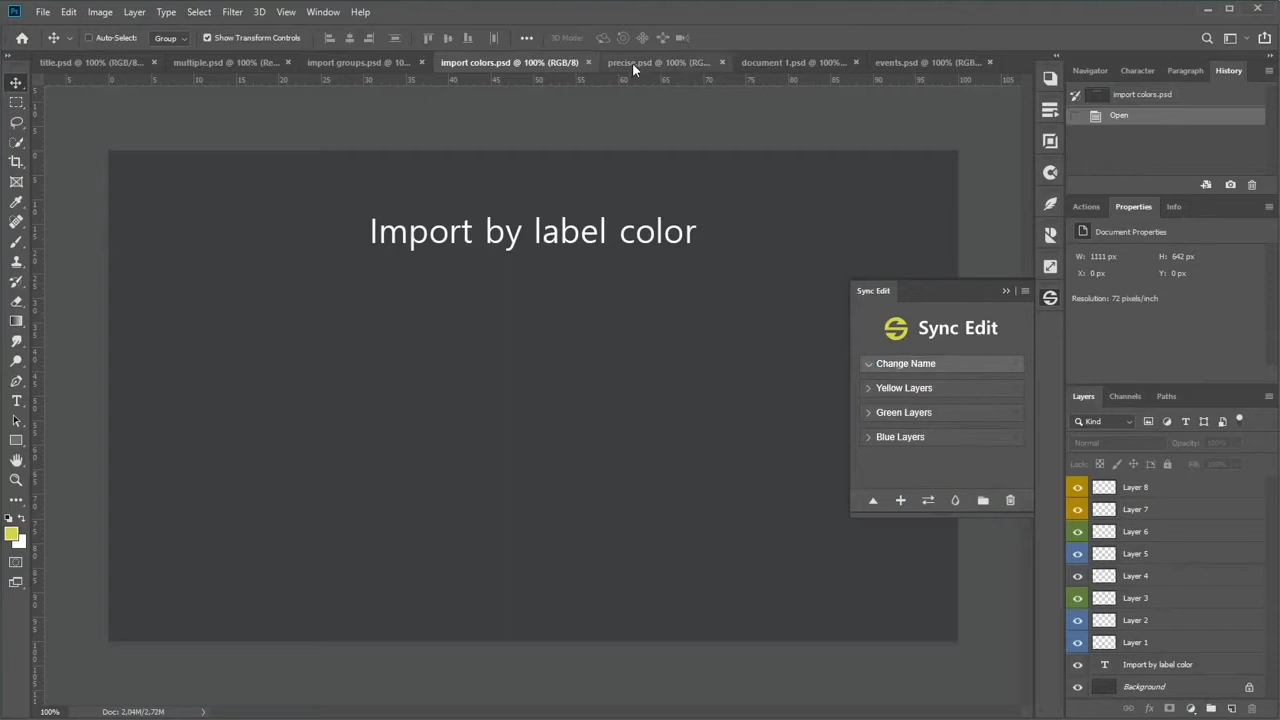 Ps File Edit Image Layer Type Select Filter 3D View Window Help
Auto-Select: Group Show Transform Controls 3D Mode:
title.psd @ 100% (RGB/8... multiple.psd @ 100% (Re... import groups.psd @ 10... import colors.psd @ 100% (RGB/8) precise.psd @ 100% (RG... document 1.psd @ 100%... events.psd @ 100% (RGB...
Navigator Character Paragraph History
import colors.psd
Open
Import by label color
Actions Properties Info
Document Properties
W: 1111 px H: 642 px
X: 0 px Y: 0 px
Resolution: 72 pixels/inch
Sync Edit
Sync Edit
Change Name
Yellow Layers
Green Layers
Blue Layers
Layers Channels Paths
Kind
Normal Opacity: 100%
Lock: Fill: 100%
Layer 8
Layer 7
Layer 6
Layer 5
Layer 4
Layer 3
Layer 2
Layer 1
Import by label color
Background
100% Doc: 2,04M/2,72M